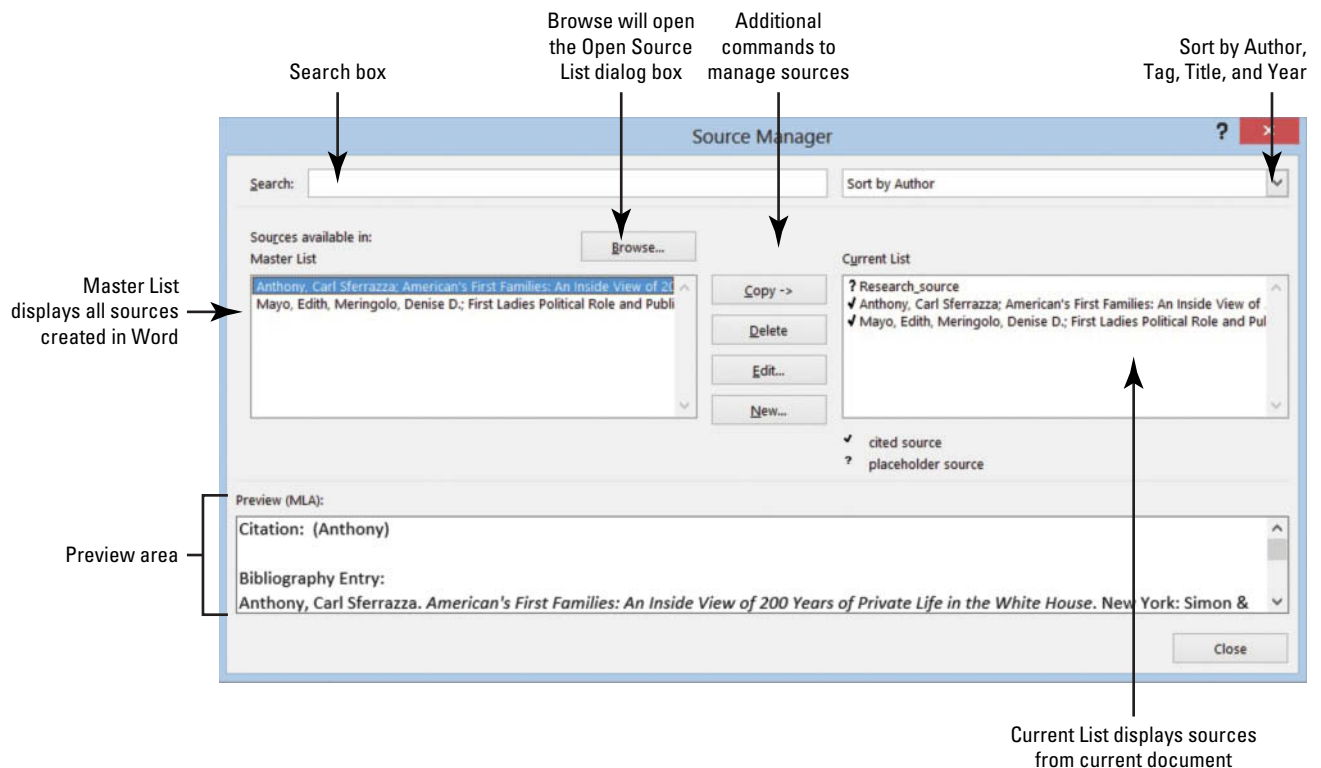 Browse will open
the Open Source
List dialog box
Additional
commands to
manage sources
Search box
Sort by Author,
Tag, Title, and Year
Source Manager
?
Search:
Sort by Author
Sources available in:
Master List
Browse...
Current List
Master List
displays all sources
created in Word
Anthony, Carl Sferrazza; American's First Families: An Inside View of 20
Mayo, Edith, Meringolo, Denise D.; First Ladies Political Role and Publi
Copy ->
Delete
Edit...
New...
? Research_source
✓ Anthony, Carl Sferrazza; American's First Families: An Inside View of
✓ Mayo, Edith, Meringolo, Denise D.; First Ladies Political Role and Pul
✓ cited source
? placeholder source
Preview (MLA):
Preview area
Citation: (Anthony)
Bibliography Entry:
Anthony, Carl Sferrazza. American's First Families: An Inside View of 200 Years of Private Life in the White House. New York: Simon &
Close
Current List displays sources
from current document